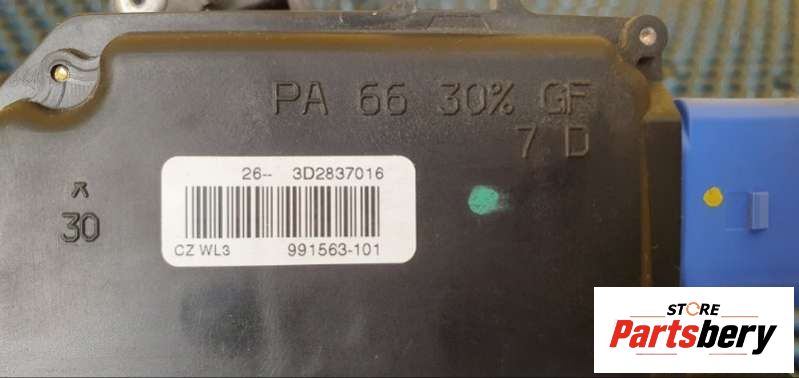 PA 66 30% GF
7 D
26-- 3D2837016
30
CZ WL3 991563-101
STORE
Partsbery